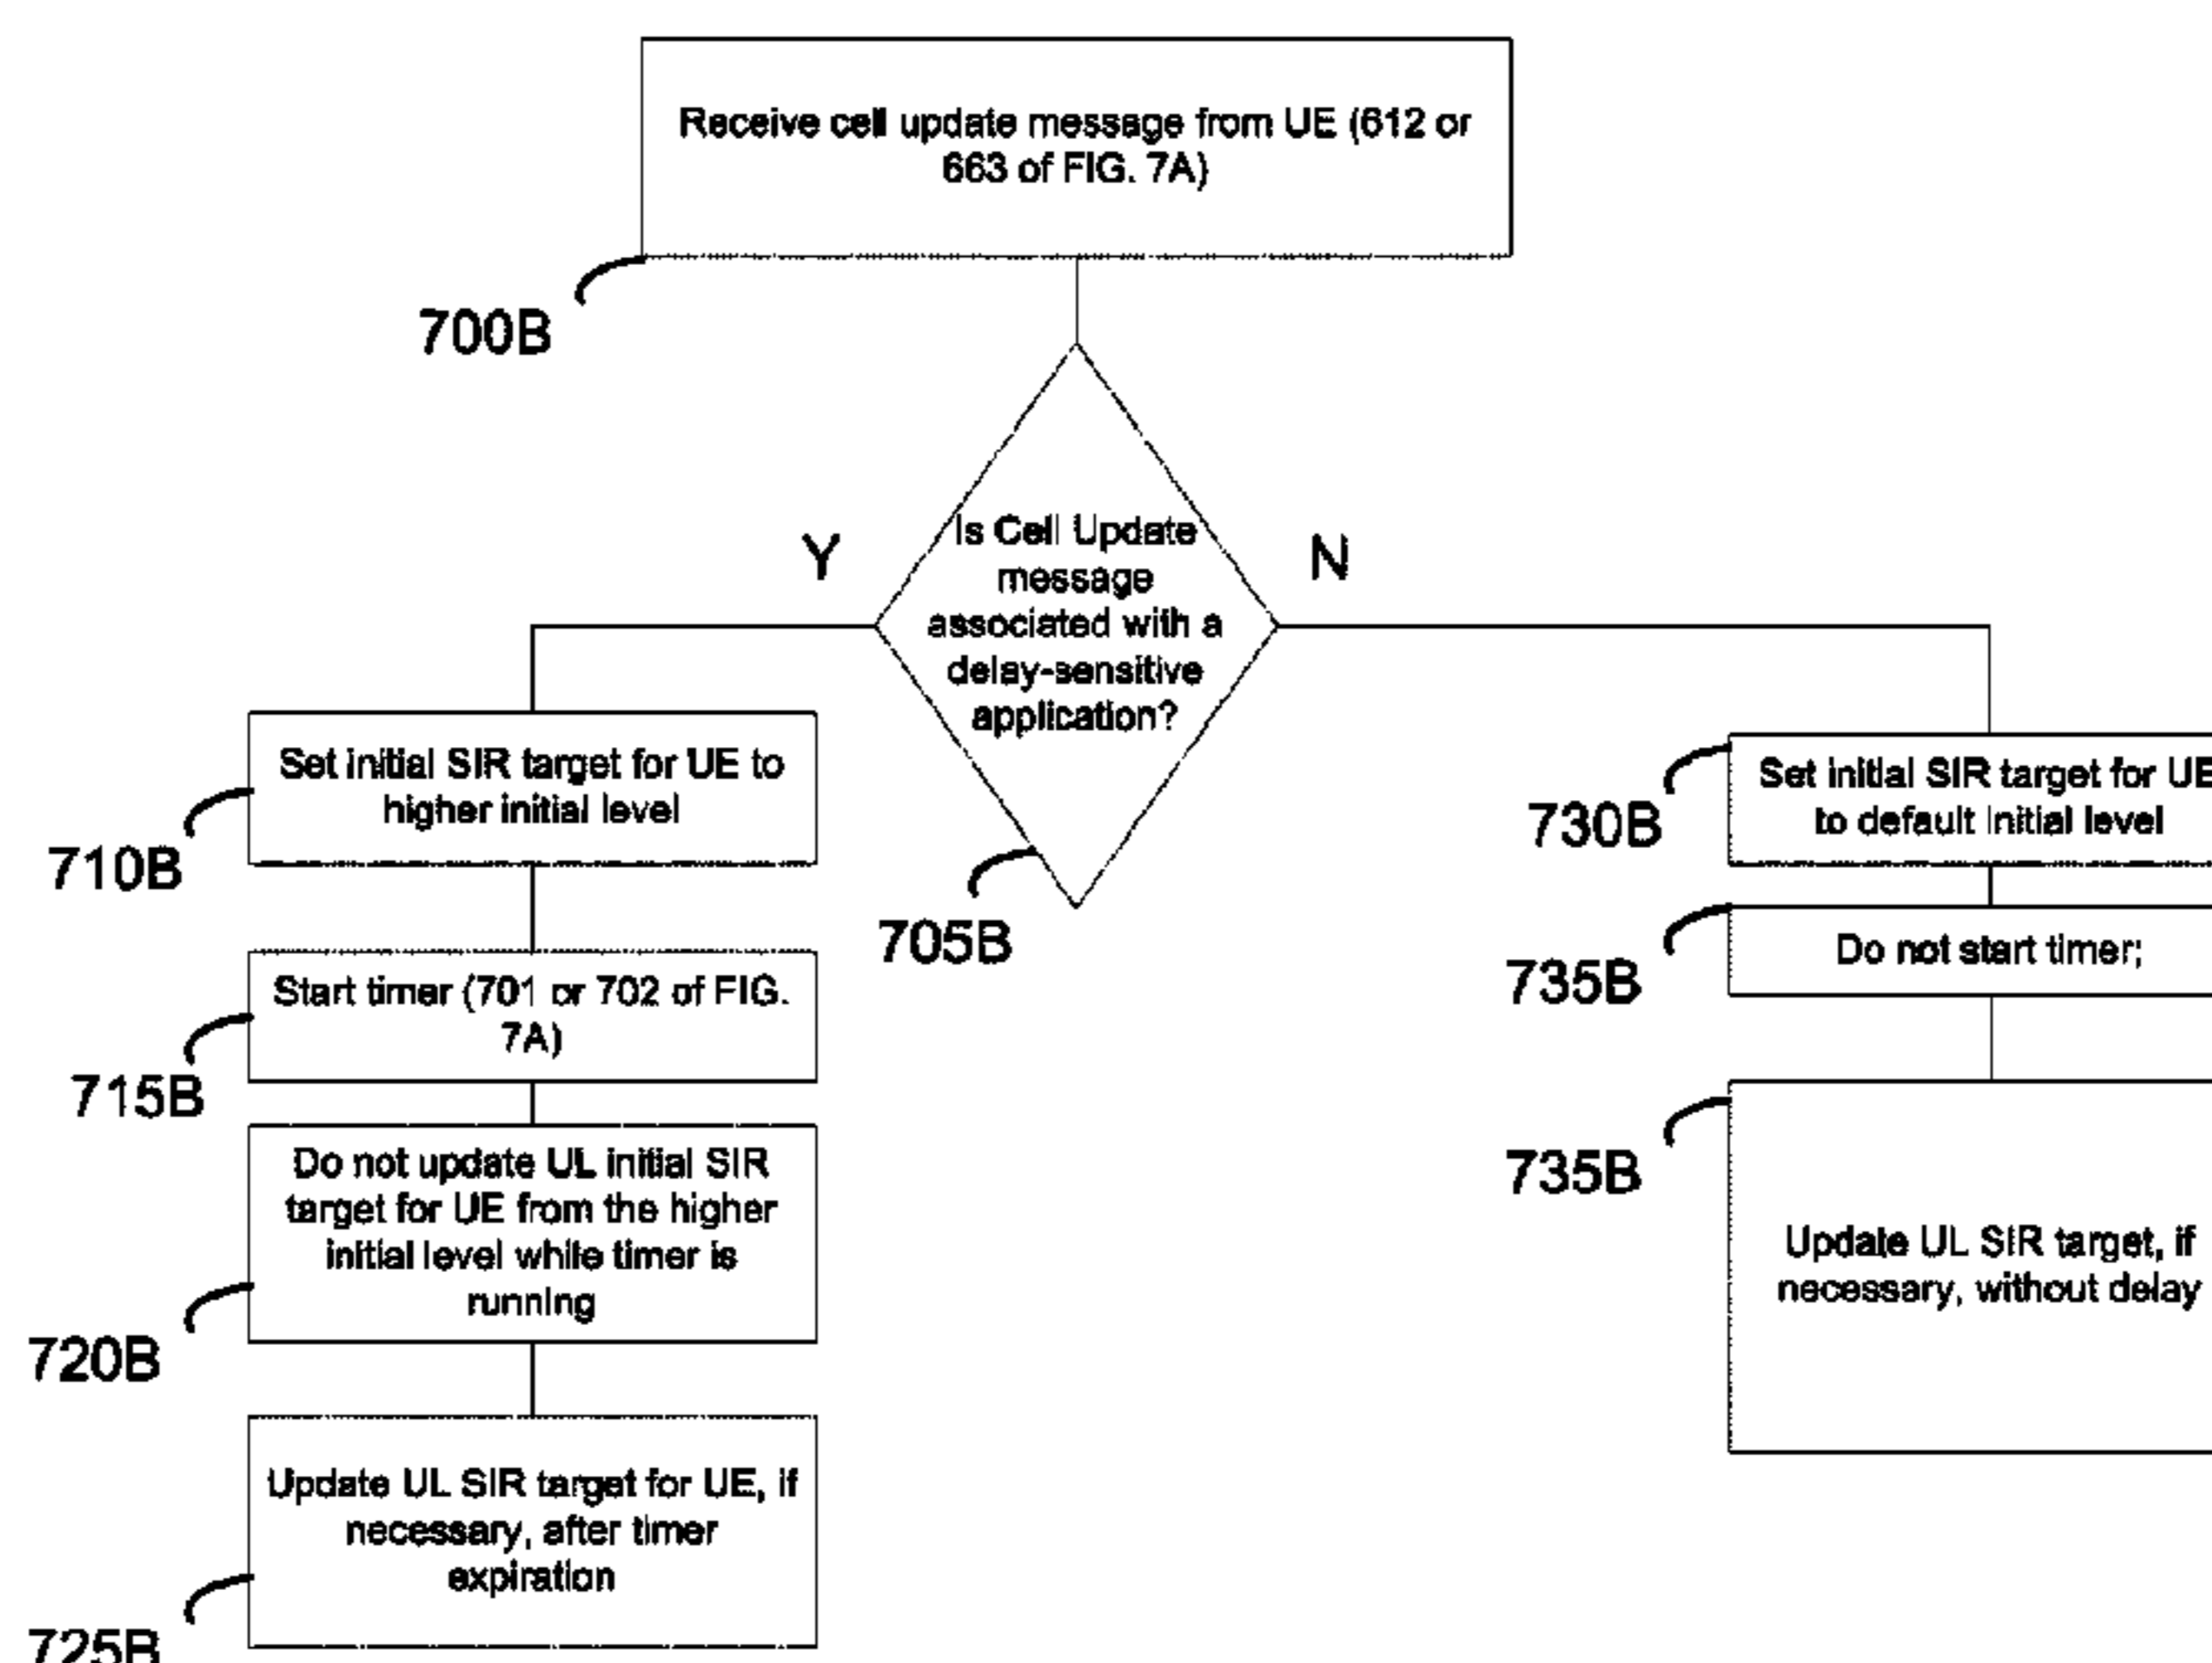 Receive cell update message from UE (612 or
663 of FIG. 7A)
700B
Is Cell Update
message
associated with a
delay-sensitive
application?
Y
N
705B
Set initial SIR target for UE to
higher initial level
710B
Start timer (701 or 702 of FIG.
7A)
715B
Do not update UL initial SIR
target for UE from the higher
initial level while timer is
running
720B
Update UL SIR target for UE, if
necessary, after timer
expiration
725B
Set initial SIR target for UE
to default initial level
730B
Do not start timer;
735B
Update UL SIR target, if
necessary, without delay
735B